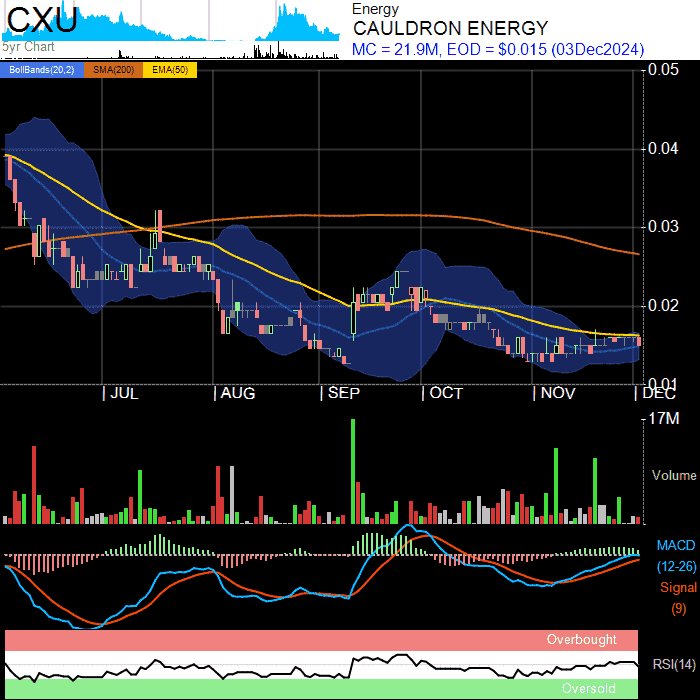 CXU
5yr Chart
Energy
CAULDRON ENERGY
MC = 21.9M, EOD = $0.015 (03Dec2024)
BollBands(20,2) SMA(200) EMA(50)
0.05
0.04
0.03
0.02
0.01
JUL AUG SEP OCT NOV DEC
17M
Volume
MACD
(12-26)
Signal
(9)
Overbought
RSI(14)
Oversold